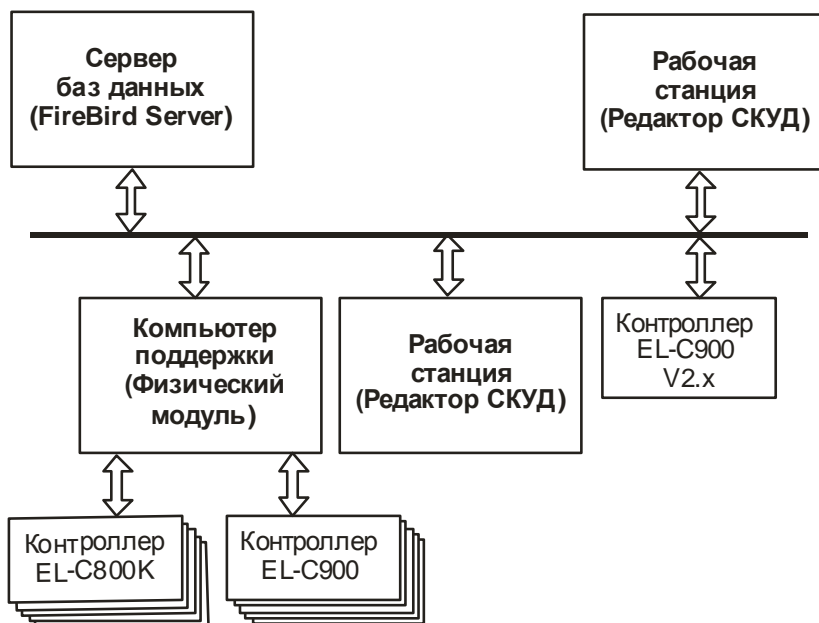 Сервер
баз данных
(FireBird Server)
Рабочая
станция
(Редактор СКУД)
Компьютер
поддержки
(Физический
модуль)
Рабочая
станция
(Редактор СКУД)
Контроллер
EL-C900
V2.x
Контроллер
EL-C800K
Контроллер
EL-C900